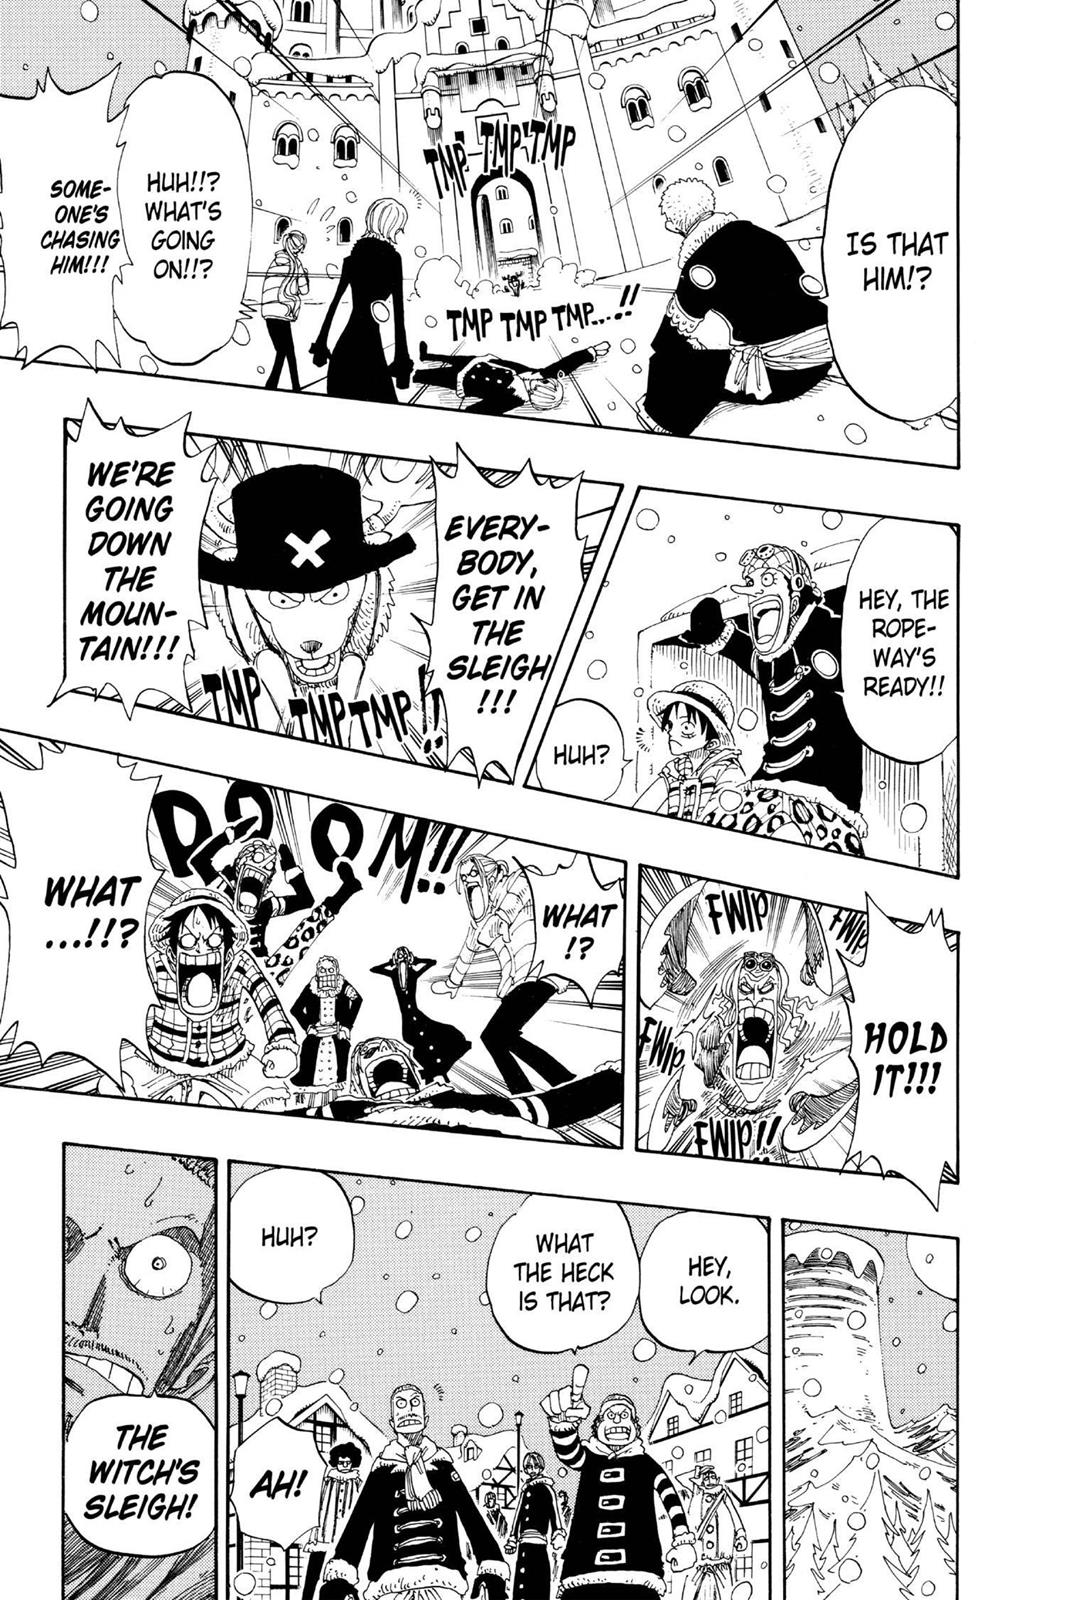 IS THAT
HIM!?
TMP TMP TMP
TMP TMP TMP...!!
HUH!!?
WHAT'S
GOING
ON!!?
SOME-
ONE'S
CHASING
HIM!!!
HEY, THE
ROPE-
WAY'S
READY!!
HUH?
EVERY-
BODY,
GET IN
THE
SLEIGH
!!!
TMP TMP TMP!!
WE'RE
GOING
DOWN
THE
MOUN-
TAIN!!!
HOLD
IT!!!
FWIP
FWIP
FWIP
FWIP!!
WHAT
!?
DOOOM!!
WHAT
...!!?
HEY,
LOOK.
WHAT
THE HECK
IS THAT?
HUH?
AH!
THE
WITCH'S
SLEIGH!